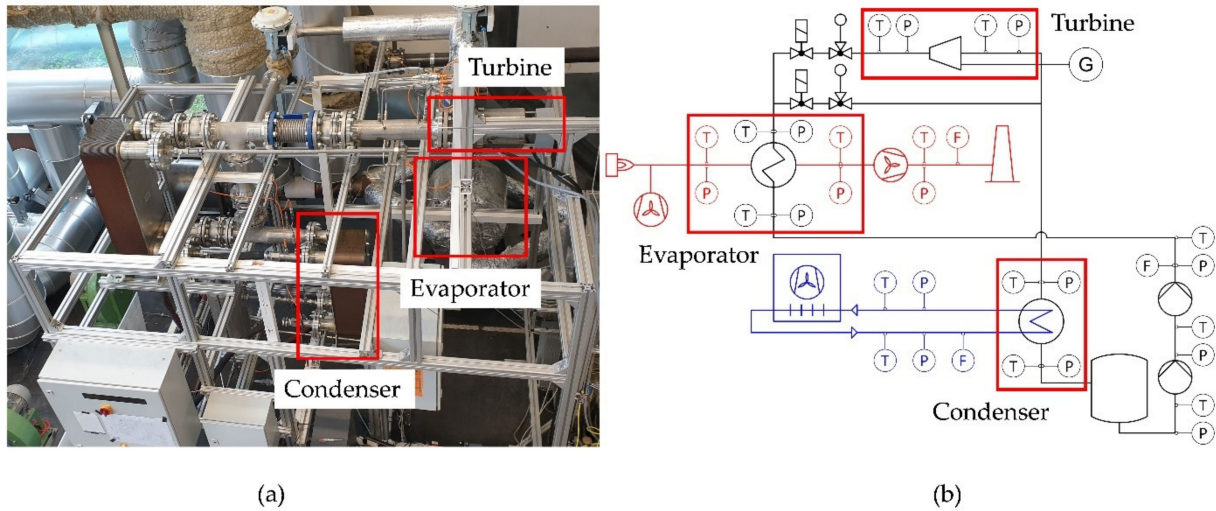 Turbine
Evaporator
Condenser
(a)
T P T P
Turbine
G
T P
T T T F
P P P
T P
Evaporator
T
F P
T P
T P F
T P
T P
Condenser
T
P
T
P
(b)